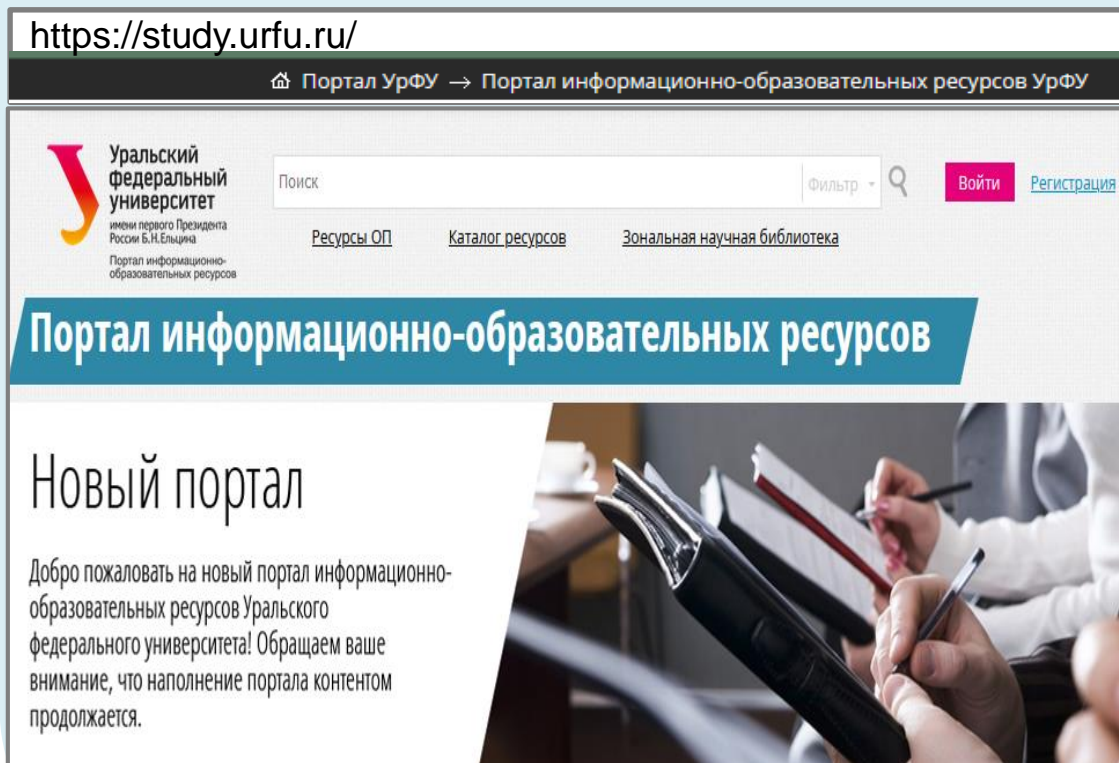 https://study.urfu.ru/
Портал УрФУ → Портал информационно-образовательных ресурсов УрФУ
Уральский
федеральный
университет
имени первого Президента
России Б.Н.Ельцина
Портал информационно-
образовательных ресурсов
Поиск
Фильтр
Войти
Регистрация
Ресурсы ОП
Каталог ресурсов
Зональная научная библиотека
Портал информационно-образовательных ресурсов
Новый портал
Добро пожаловать на новый портал информационно-
образовательных ресурсов Уральского
федерального университета! Обращаем ваше
внимание, что наполнение портала контентом
продолжается.